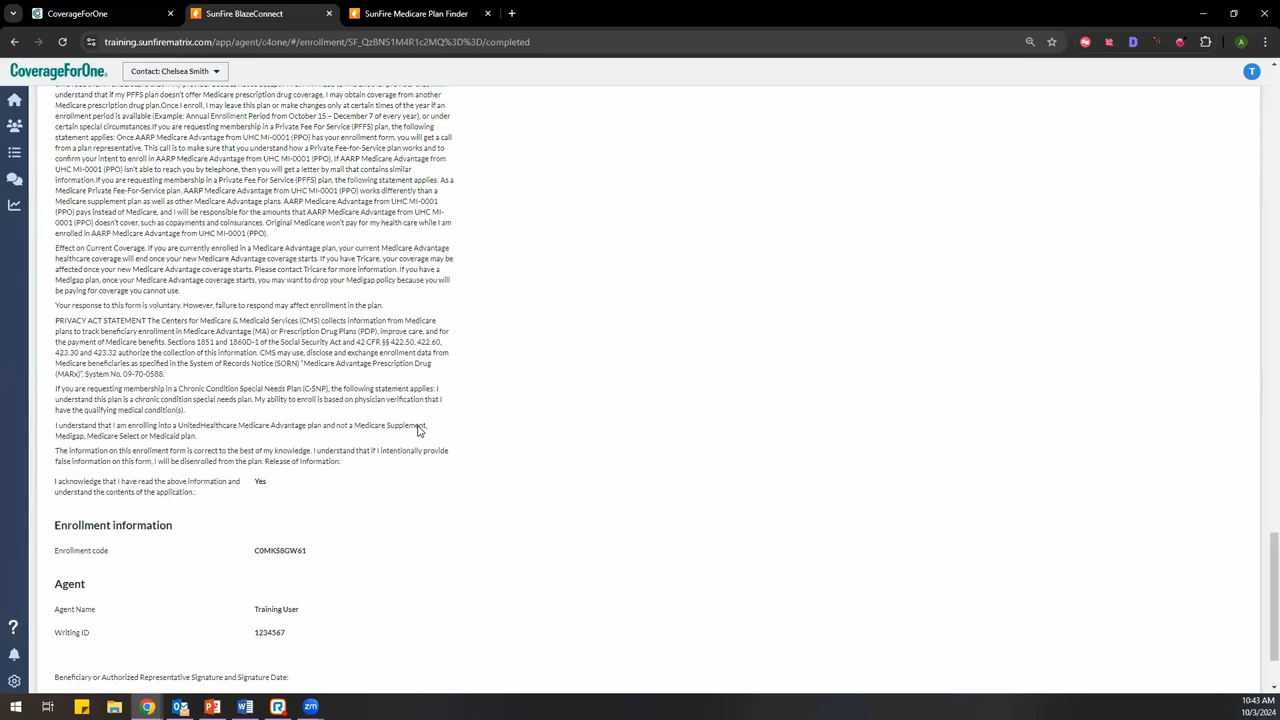 CoverageForOne
SunFire BlazeConnect
SunFire Medicare Plan Finder
training.sunfirematrix.com/app/agent/c4one/#/enrollment/SF_QzBNS1M4R1c2MQ%3D%3D/completed
CoverageForOne
Contact: Chelsea Smith
T
understand that if my PFFS plan doesn't offer Medicare prescription drug coverage, I may obtain coverage from another
Medicare prescription drug plan.Once I enroll, I may leave this plan or make changes only at certain times of the year if an
enrollment period is available (Example: Annual Enrollment Period from October 15 – December 7 of every year), or under
certain special circumstances.If you are requesting membership in a Private Fee For Service (PFFS) plan, the following
statement applies: Once AARP Medicare Advantage from UHC MI-0001 (PPO) has your enrollment form, you will get a call
from a plan representative. This call is to make sure that you understand how a Private Fee-for-Service plan works and to
confirm your intent to enroll in AARP Medicare Advantage from UHC MI-0001 (PPO). If AARP Medicare Advantage from
UHC MI-0001 (PPO) isn't able to reach you by telephone, then you will get a letter by mail that contains similar
information.If you are requesting membership in a Private Fee For Service (PFFS) plan, the following statement applies: As a
Medicare Private Fee-For-Service plan, AARP Medicare Advantage from UHC MI-0001 (PPO) works differently than a
Medicare supplement plan as well as other Medicare Advantage plans. AARP Medicare Advantage from UHC MI-0001
(PPO) pays instead of Medicare, and I will be responsible for the amounts that AARP Medicare Advantage from UHC MI-
0001 (PPO) doesn't cover, such as copayments and coinsurances. Original Medicare won't pay for my health care while I am
enrolled in AARP Medicare Advantage from UHC MI-0001 (PPO).
Effect on Current Coverage. If you are currently enrolled in a Medicare Advantage plan, your current Medicare Advantage
healthcare coverage will end once your new Medicare Advantage coverage starts. If you have Tricare, your coverage may be
affected once your new Medicare Advantage coverage starts. Please contact Tricare for more information. If you have a
Medigap plan, once your Medicare Advantage coverage starts, you may want to drop your Medigap policy because you will
be paying for coverage you cannot use.
Your response to this form is voluntary. However, failure to respond may affect enrollment in the plan.
PRIVACY ACT STATEMENT The Centers for Medicare & Medicaid Services (CMS) collects information from Medicare
plans to track beneficiary enrollment in Medicare Advantage (MA) or Prescription Drug Plans (PDP), improve care, and for
the payment of Medicare benefits. Sections 1851 and 1860D-1 of the Social Security Act and 42 CFR §§ 422.50, 422.60,
423.30 and 423.32 authorize the collection of this information. CMS may use, disclose and exchange enrollment data from
Medicare beneficiaries as specified in the System of Records Notice (SORN) "Medicare Advantage Prescription Drug
(MARx)", System No. 09-70-0588.
If you are requesting membership in a Chronic Condition Special Needs Plan (C-SNP), the following statement applies: I
understand this plan is a chronic condition special needs plan. My ability to enroll is based on physician verification that I
have the qualifying medical condition(s).
I understand that I am enrolling into a UnitedHealthcare Medicare Advantage plan and not a Medicare Supplement,
Medigap, Medicare Select or Medicaid plan.
The information on this enrollment form is correct to the best of my knowledge. I understand that if I intentionally provide
false information on this form, I will be disenrolled from the plan. Release of Information:
I acknowledge that I have read the above information and Yes
understand the contents of the application.:
Enrollment information
Enrollment code C0MKS8GW61
Agent
Agent Name Training User
Writing ID 1234567
Beneficiary or Authorized Representative Signature and Signature Date:
10:43 AM
10/3/2024